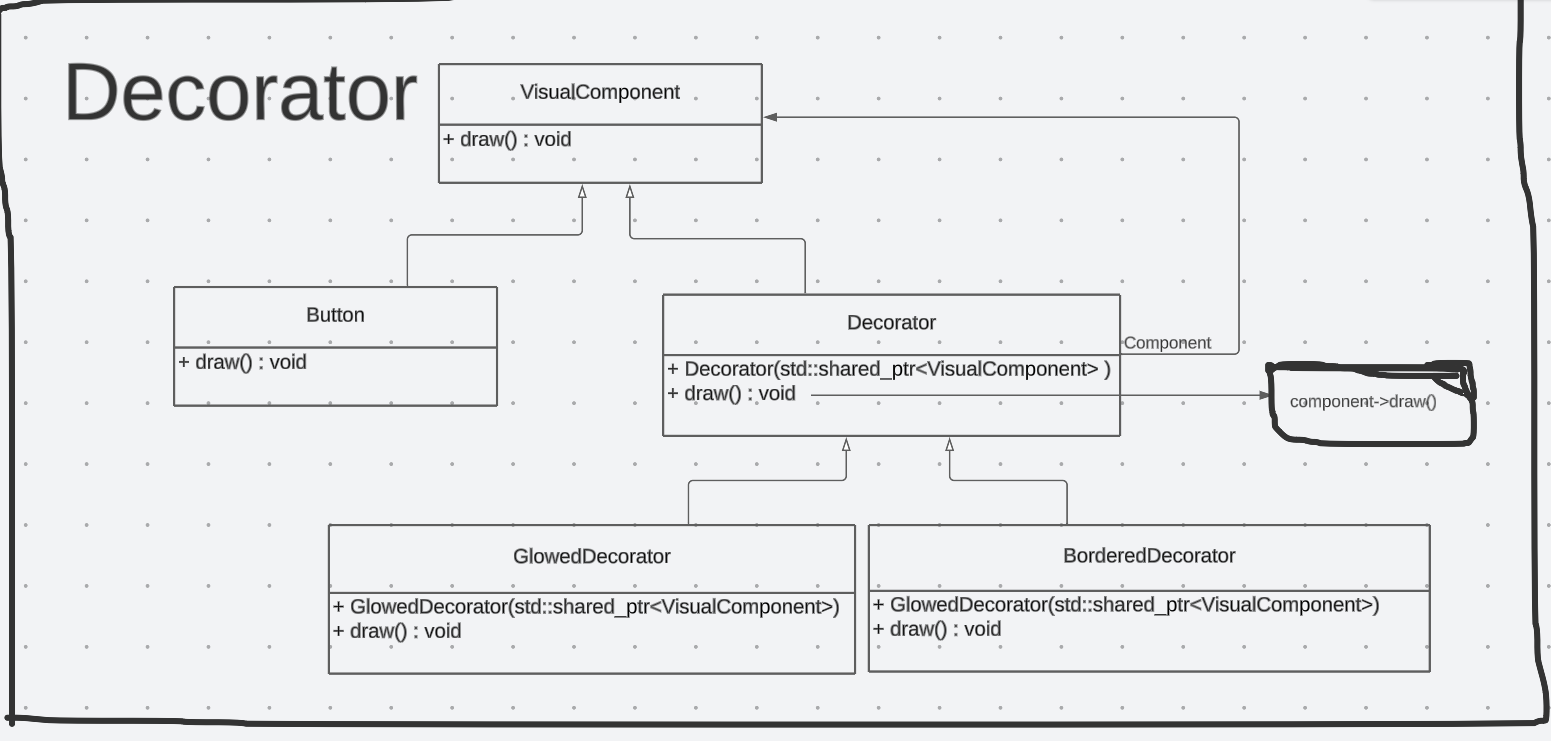 Decorator
VisualComponent
+ draw() : void
Button
+ draw() : void
Decorator
+ Decorator(std::shared_ptr<VisualComponent> )
+ draw() : void
Component
component->draw()
GlowedDecorator
+ GlowedDecorator(std::shared_ptr<VisualComponent>)
+ draw() : void
BorderedDecorator
+ GlowedDecorator(std::shared_ptr<VisualComponent>)
+ draw() : void